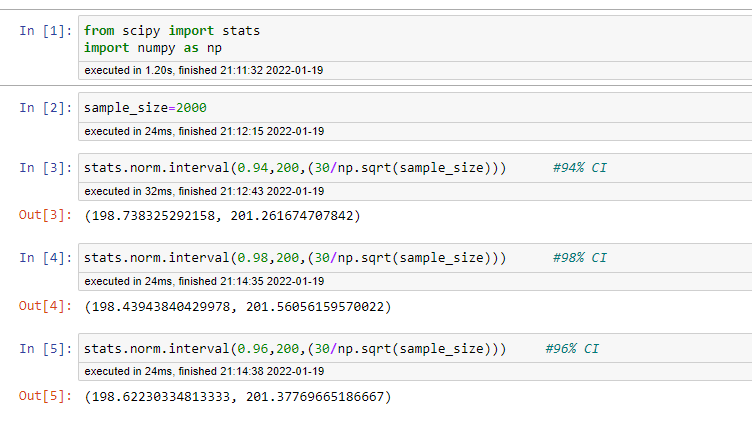 In [1]: from scipy import stats
import numpy as np
executed in 1.20s, finished 21:11:32 2022-01-19
In [2]: sample_size=2000
executed in 24ms, finished 21:12:15 2022-01-19
In [3]: stats.norm.interval(0.94,200,(30/np.sqrt(sample_size))) #94% CI
executed in 32ms, finished 21:12:43 2022-01-19
Out[3]: (198.738325292158, 201.261674707842)
In [4]: stats.norm.interval(0.98,200,(30/np.sqrt(sample_size))) #98% CI
executed in 24ms, finished 21:14:35 2022-01-19
Out[4]: (198.43943840429978, 201.56056159570022)
In [5]: stats.norm.interval(0.96,200,(30/np.sqrt(sample_size))) #96% CI
executed in 24ms, finished 21:14:38 2022-01-19
Out[5]: (198.62230334813333, 201.37769665186667)